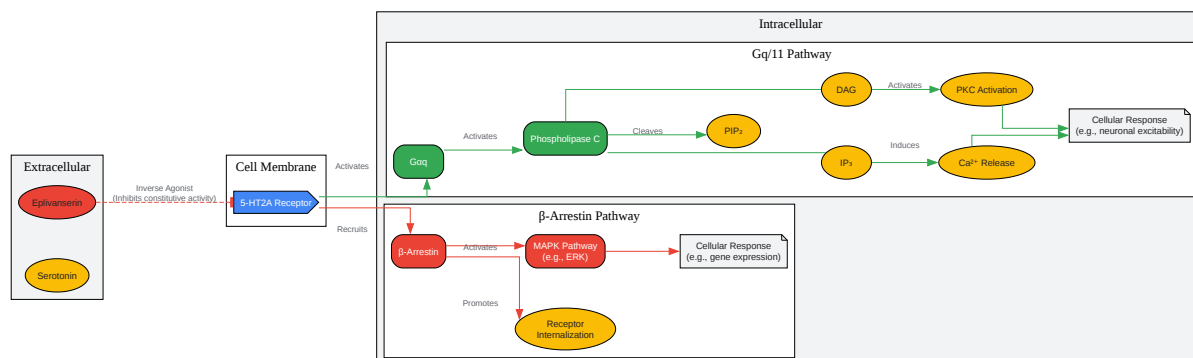 Intracellular
Gq/11 Pathway
DAG
Activates
PKC Activation
Cellular Response
(e.g., neuronal excitability)
Phospholipase C
Activates
Cleaves
PIP₂
Gαq
Induces
IP₃
Ca²⁺ Release
Extracellular
Eplivanserin
Serotonin
Inverse Agonist
(Inhibits constitutive activity)
Cell Membrane
5-HT2A Receptor
Activates
Recruits
β-Arrestin Pathway
β-Arrestin
Activates
MAPK Pathway
(e.g., ERK)
Cellular Response
(e.g., gene expression)
Promotes
Receptor
Internalization